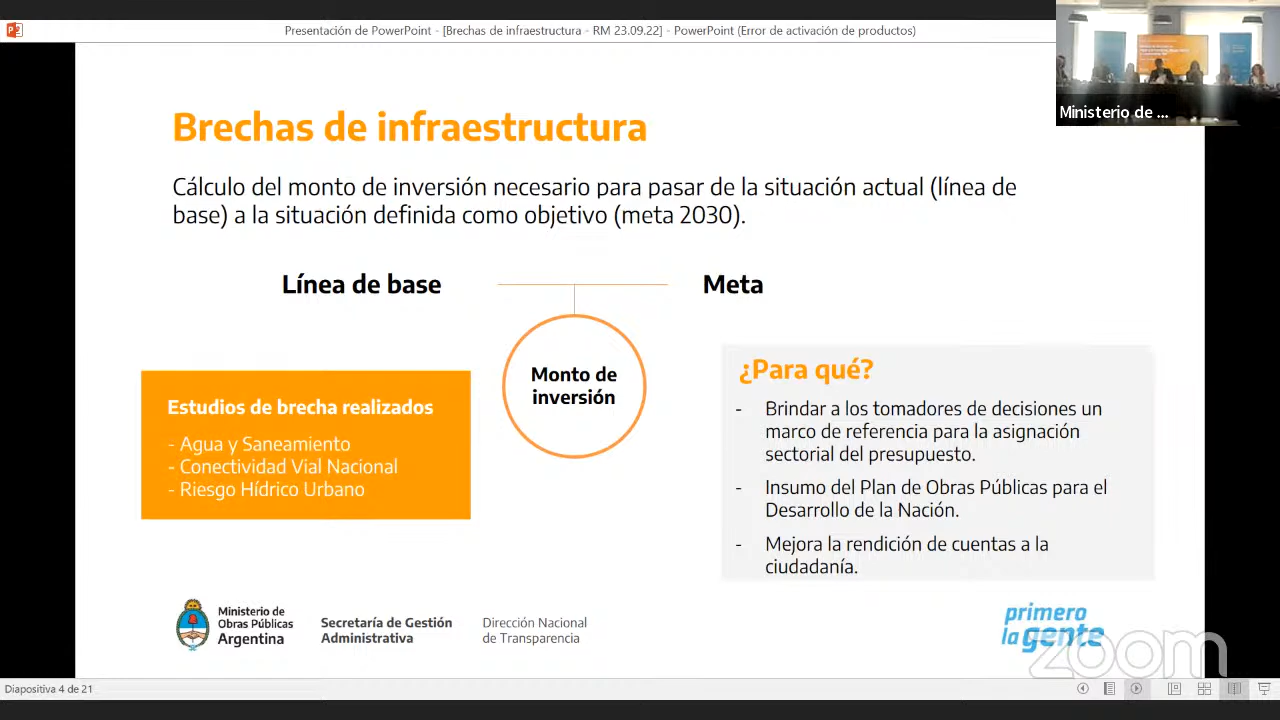 Presentación de PowerPoint - [Brechas de infraestructura - RM 23.09.22] - PowerPoint (Error de activación de productos)
Ministerio de ...
Brechas de infraestructura
Cálculo del monto de inversión necesario para pasar de la situación actual (línea de
base) a la situación definida como objetivo (meta 2030).
Línea de base
Meta
Monto de
inversión
Estudios de brecha realizados
- Agua y Saneamiento
- Conectividad Vial Nacional
- Riesgo Hídrico Urbano
¿Para qué?
- Brindar a los tomadores de decisiones un
marco de referencia para la asignación
sectorial del presupuesto.
- Insumo del Plan de Obras Públicas para el
Desarrollo de la Nación.
- Mejora la rendición de cuentas a la
ciudadanía.
Ministerio de
Obras Públicas
Argentina
Secretaría de Gestión
Administrativa
Dirección Nacional
de Transparencia
primero
la gente
zoom
Diapositiva 4 de 21